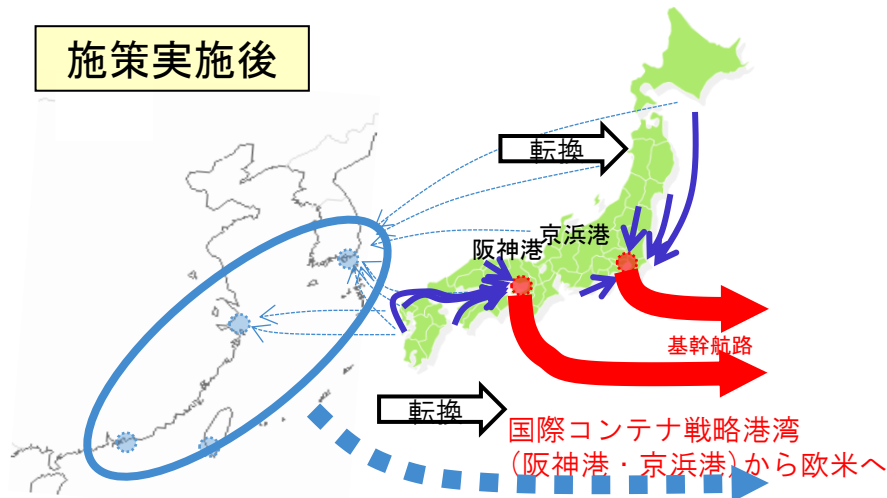 施策実施後
転換
京浜港
阪神港
基幹航路
転換
国際コンテナ戦略港湾
(阪神港・京浜港)から欧米へ